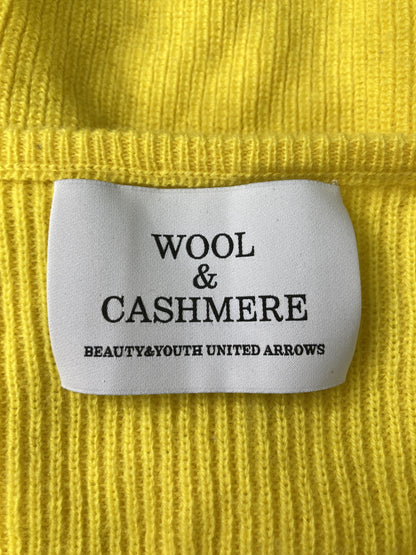 WOOL
&
CASHMERE
BEAUTY&YOUTH UNITED ARROWS